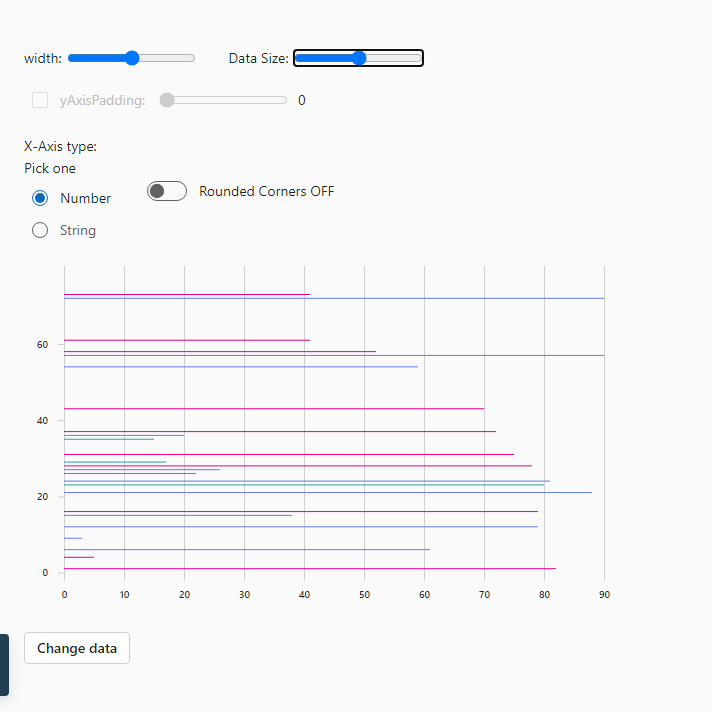 width: Data Size:
yAxisPadding: 0
X-Axis type:
Pick one
Number Rounded Corners OFF
String
60
40
20
0
0 10 20 30 40 50 60 70 80 90
Change data